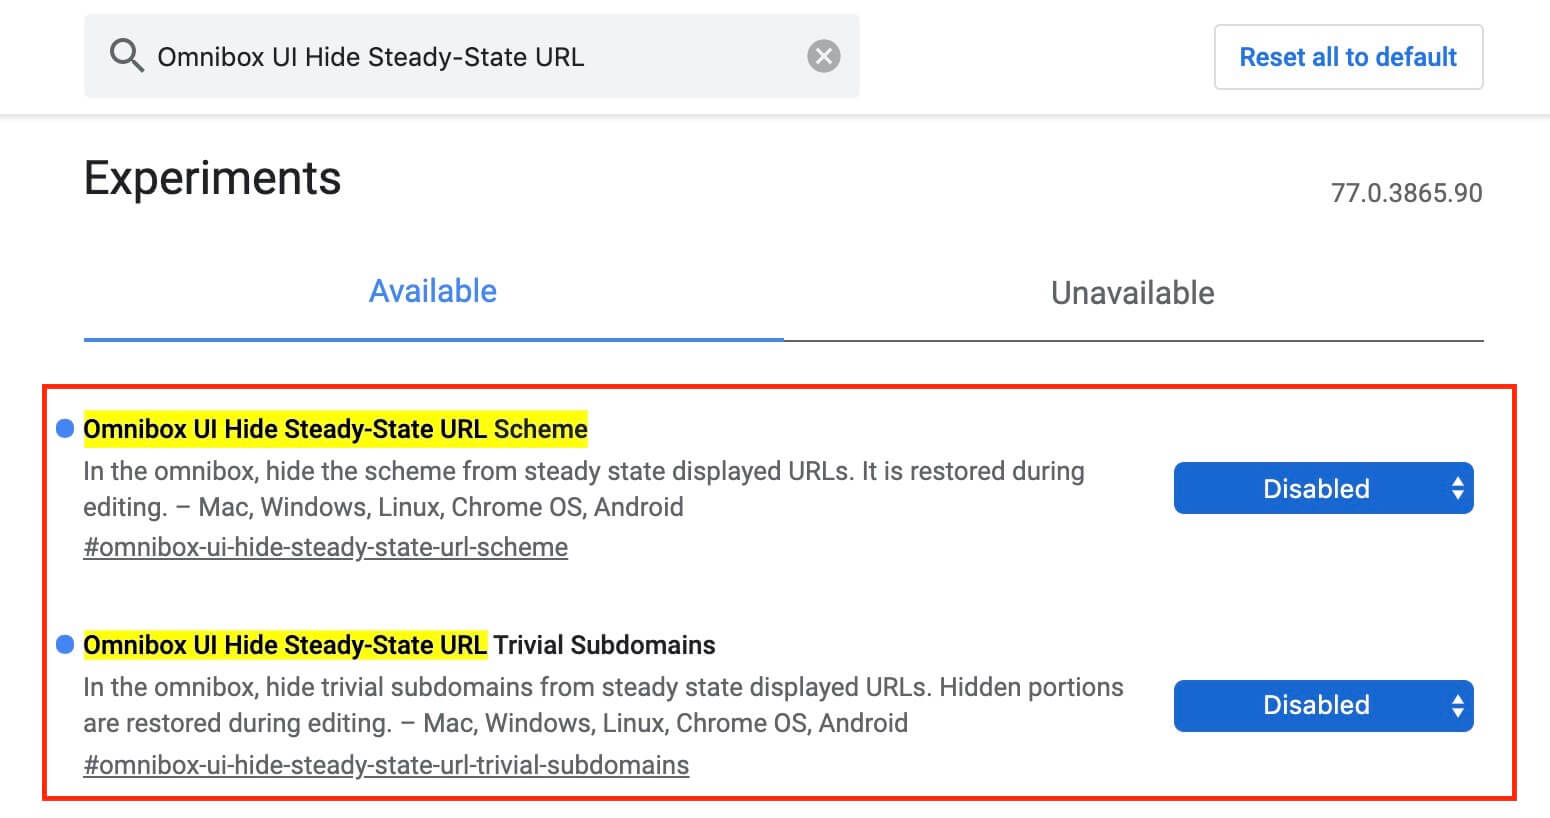 Omnibox UI Hide Steady-State URL
Reset all to default
Experiments
77.0.3865.90
Available
Unavailable
Omnibox UI Hide Steady-State URL Scheme
In the omnibox, hide the scheme from steady state displayed URLs. It is restored during
editing. – Mac, Windows, Linux, Chrome OS, Android
#omnibox-ui-hide-steady-state-url-scheme
Disabled
Omnibox UI Hide Steady-State URL Trivial Subdomains
In the omnibox, hide trivial subdomains from steady state displayed URLs. Hidden portions
are restored during editing. – Mac, Windows, Linux, Chrome OS, Android
#omnibox-ui-hide-steady-state-url-trivial-subdomains
Disabled